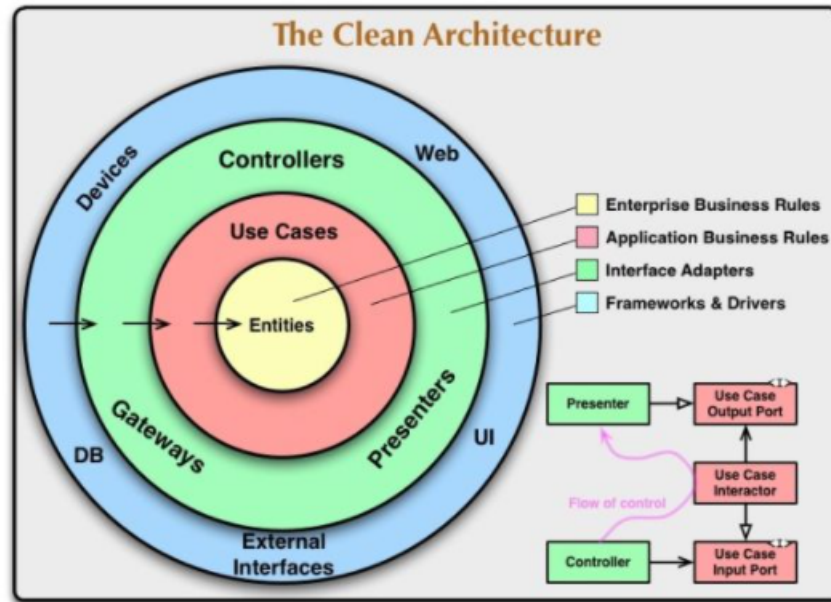 The Clean Architecture
Devices
Controllers
Web
Use Cases
Entities
Gateways
Presenters
DB
UI
External
Interfaces
Enterprise Business Rules
Application Business Rules
Interface Adapters
Frameworks & Drivers
Presenter
Use Case
Output Port
Flow of control
Use Case
Interactor
Controller
Use Case
Input Port